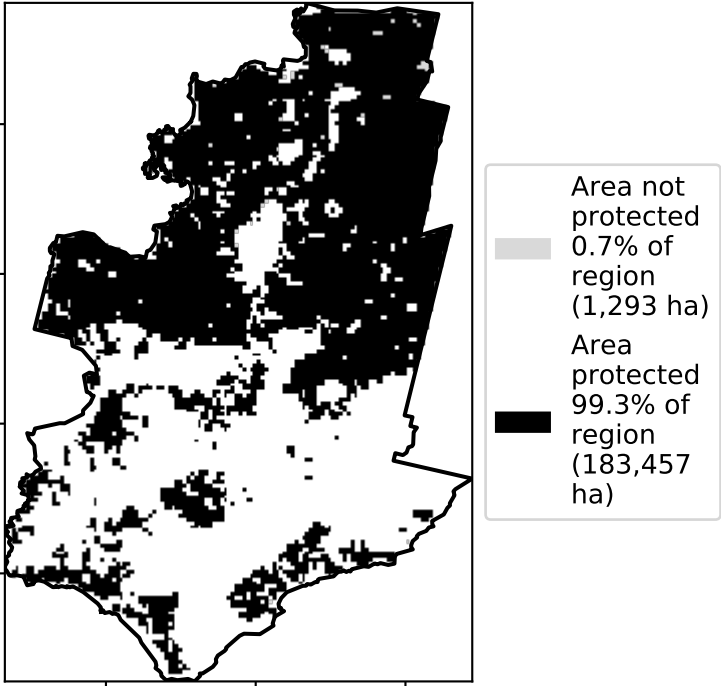 Area not
protected
0.7% of
region
(1,293 ha)
Area
protected
99.3% of
region
(183,457
ha)